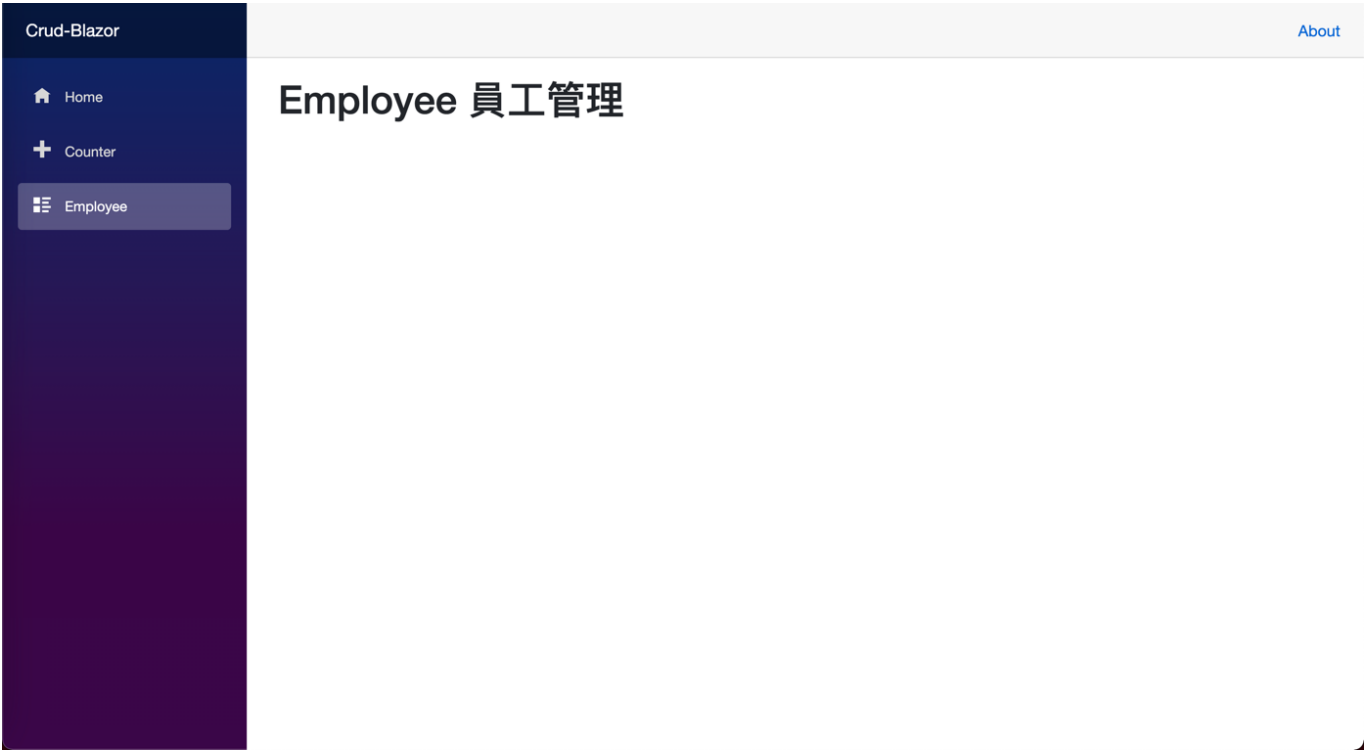 Crud-Blazor
About
Home
Counter
Employee
Employee 員工管理